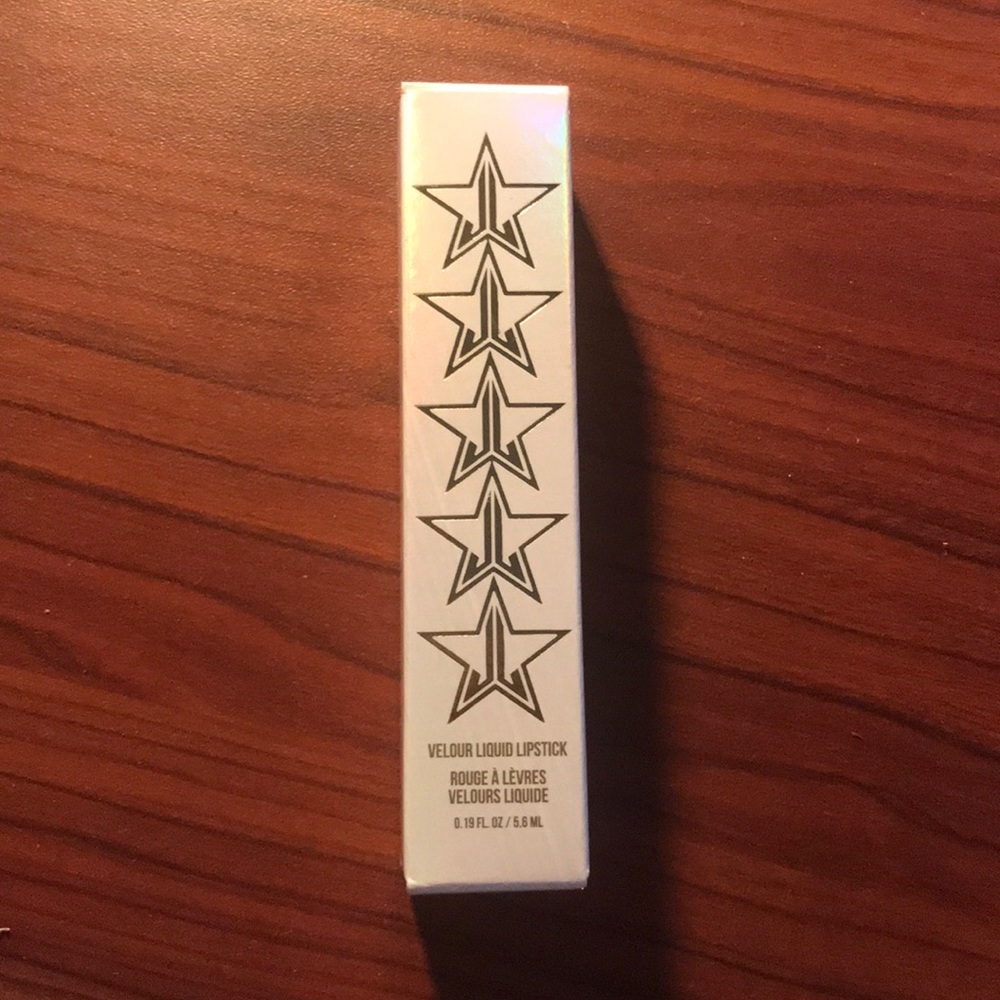 VELOUR LIQUID LIPSTICK
ROUGE À LÈVRES
VELOURS LIQUIDE
0.19 FL. OZ / 5.6 ML